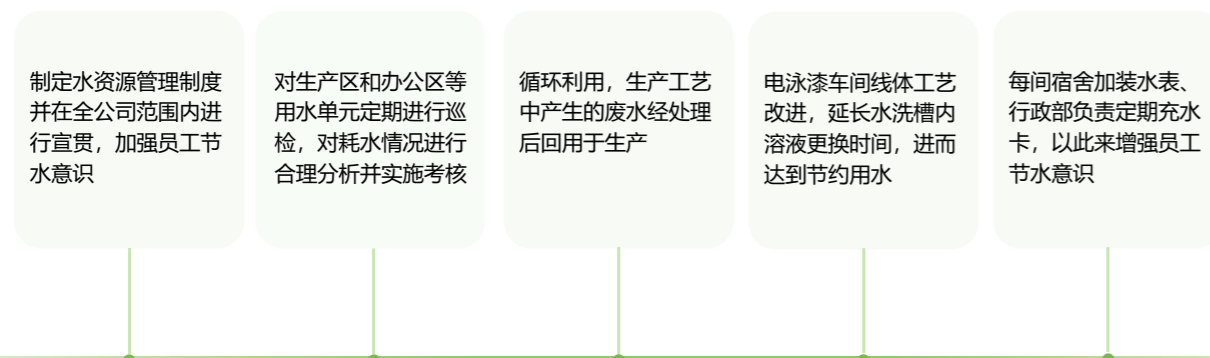 制定水资源管理制度
并在全公司范围内进
行宣贯，加强员工节
水意识
对生产区和办公区等
用水单元定期进行巡
检，对耗水情况进行
合理分析并实施考核
循环利用，生产工艺
中产生的废水经处理
后回用于生产
电泳漆车间线体工艺
改进，延长水洗槽内
溶液更换时间，进而
达到节约用水
每间宿舍加装水表、
行政部负责定期充水
卡，以此来增强员工
节水意识